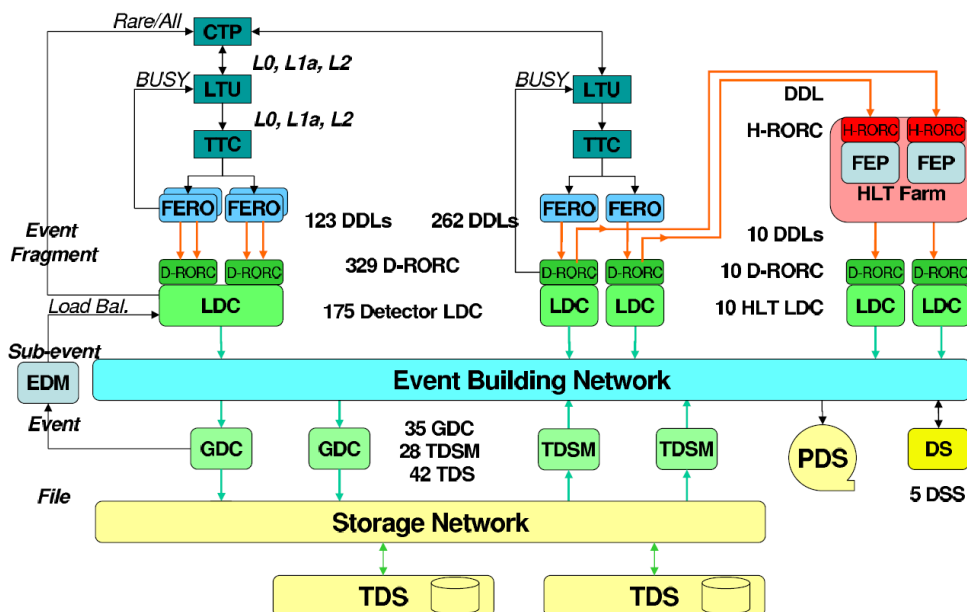 Rare/All
CTP
L0, L1a, L2
BUSY
LTU
BUSY
LTU
DDL
L0, L1a, L2
H-RORC
H-RORC
H-RORC
TTC
TTC
FEP
FEP
HLT Farm
FERO
FERO
FERO
FERO
123 DDLs
262 DDLs
10 DDLs
Event
Fragment
D-RORC
D-RORC
329 D-RORC
D-RORC
D-RORC
10 D-RORC
D-RORC
D-RORC
LDC
175 Detector LDC
LDC
LDC
10 HLT LDC
LDC
LDC
Load Bal.
Sub-event
EDM
Event Building Network
Event
35 GDC
28 TDSM
42 TDS
GDC
GDC
TDSM
TDSM
PDS
DS
5 DSS
File
Storage Network
TDS
TDS